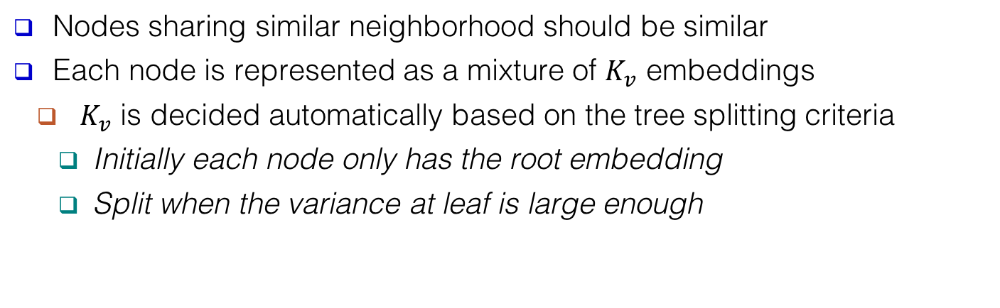 ❑ Nodes sharing similar neighborhood should be similar
❑ Each node is represented as a mixture of 𝑲𝒗 embeddings
❑ 𝑲𝒗 is decided automatically based on the tree splitting criteria
❑ Initially each node only has the root embedding
❑ Split when the variance at leaf is large enough